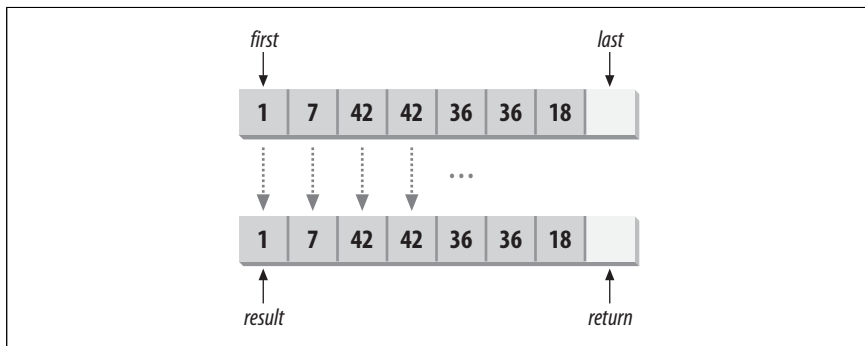 first last
1 7 42 42 36 36 18
...
1 7 42 42 36 36 18
result return